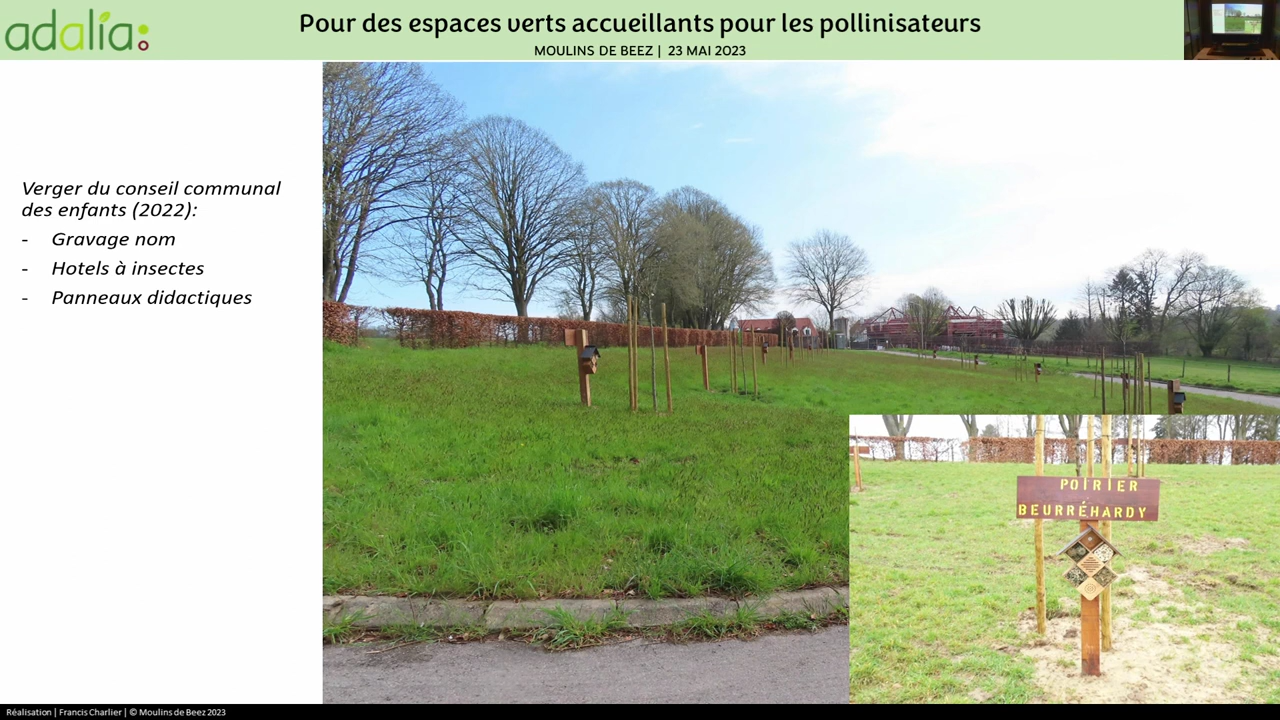 adalia:
Pour des espaces verts accueillants pour les pollinisateurs
MOULINS DE BEEZ | 23 MAI 2023
Verger du conseil communal
des enfants (2022):
- Gravage nom
- Hotels à insectes
- Panneaux didactiques
POIRIER
BEURRÉHARDY
Réalisation | Francis Charlier | © Moulins de Beez 2023